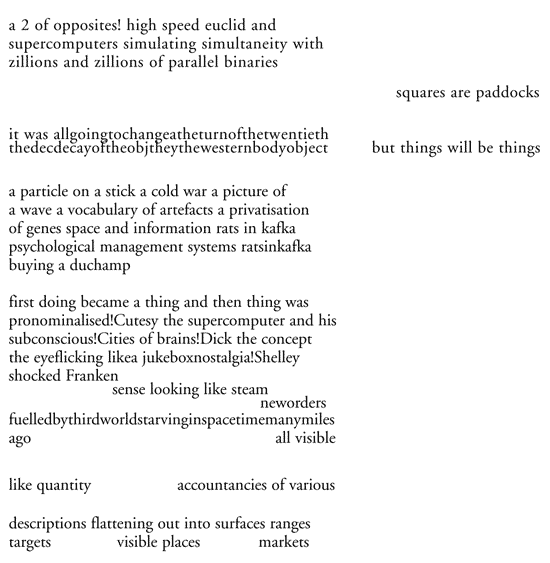 a 2 of opposites! high speed euclid and
supercomputers simulating simultaneity with
zillions and zillions of parallel binaries
squares are paddocks
it was allgoingtochangeatheturnofthetwentieth
thedecdecayoftheobjtheythewesternbodyobject but things will be things
a particle on a stick a cold war a picture of
a wave a vocabulary of artefacts a privatisation
of genes space and information rats in kafka
psychological management systems ratsinkafka
buying a duchamp
first doing became a thing and then thing was
pronominalised!Cutesy the supercomputer and his
subconscious!Cities of brains!Dick the concept
the eyeflicking likea jukeboxnostalgia!Shelley
shocked Franken
sense looking like steam
neworders
fuelledbythirdworldstarvinginspacetimemanymiles
ago all visible
like quantity accountancies of various
descriptions flattening out into surfaces ranges
targets visible places markets